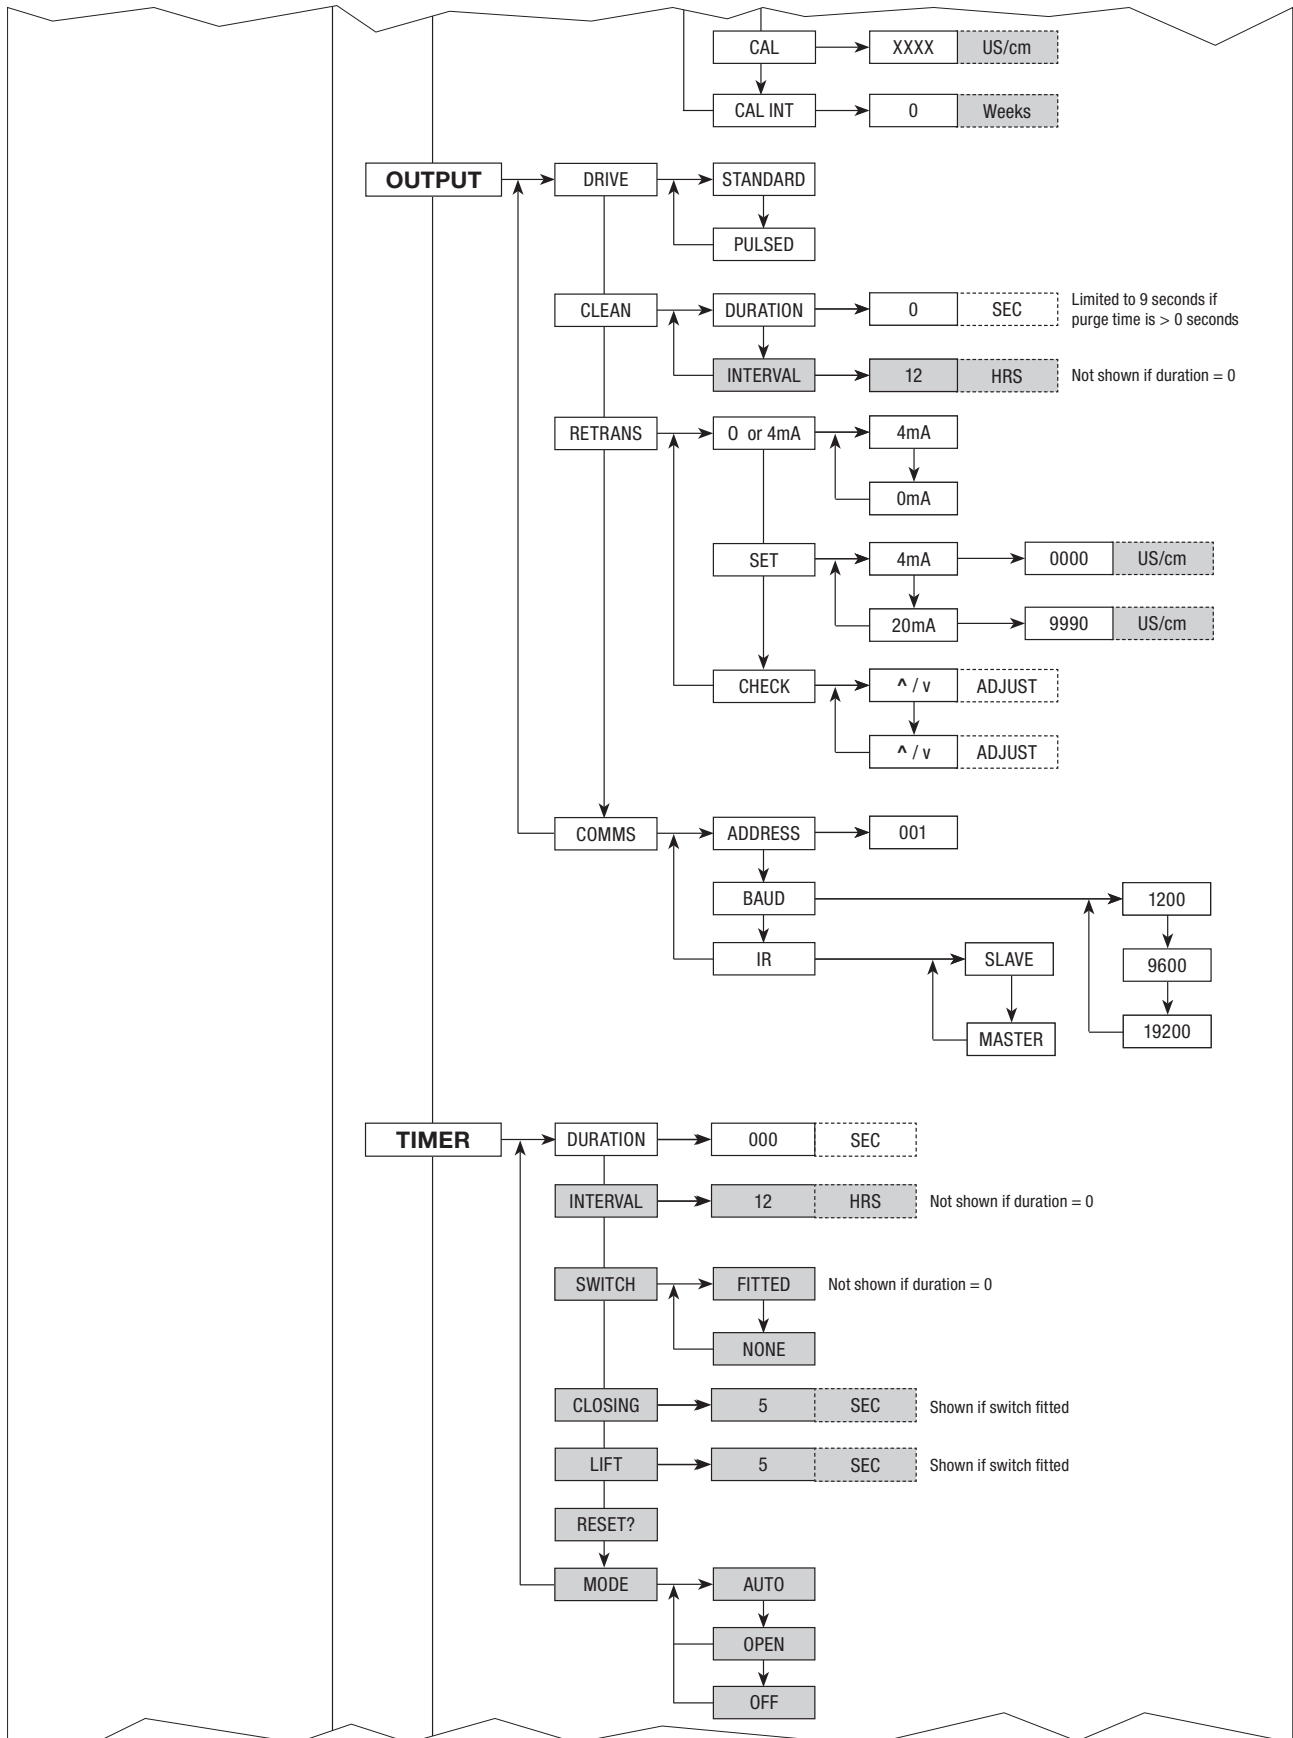 CAL XXXX US/cm
CAL INT 0 Weeks
OUTPUT DRIVE STANDARD
PULSED
CLEAN DURATION 0 SEC Limited to 9 seconds if
purge time is > 0 seconds
INTERVAL 12 HRS Not shown if duration = 0
RETRANS O or 4mA 4mA
0mA
SET 4mA 0000 US/cm
20mA 9990 US/cm
CHECK ^ / v ADJUST
^ / v ADJUST
COMMS ADDRESS 001
BAUD 1200
IR SLAVE 9600
MASTER 19200
TIMER DURATION 000 SEC
INTERVAL 12 HRS Not shown if duration = 0
SWITCH FITTED Not shown if duration = 0
NONE
CLOSING 5 SEC Shown if switch fitted
LIFT 5 SEC Shown if switch fitted
RESET?
MODE AUTO
OPEN
OFF